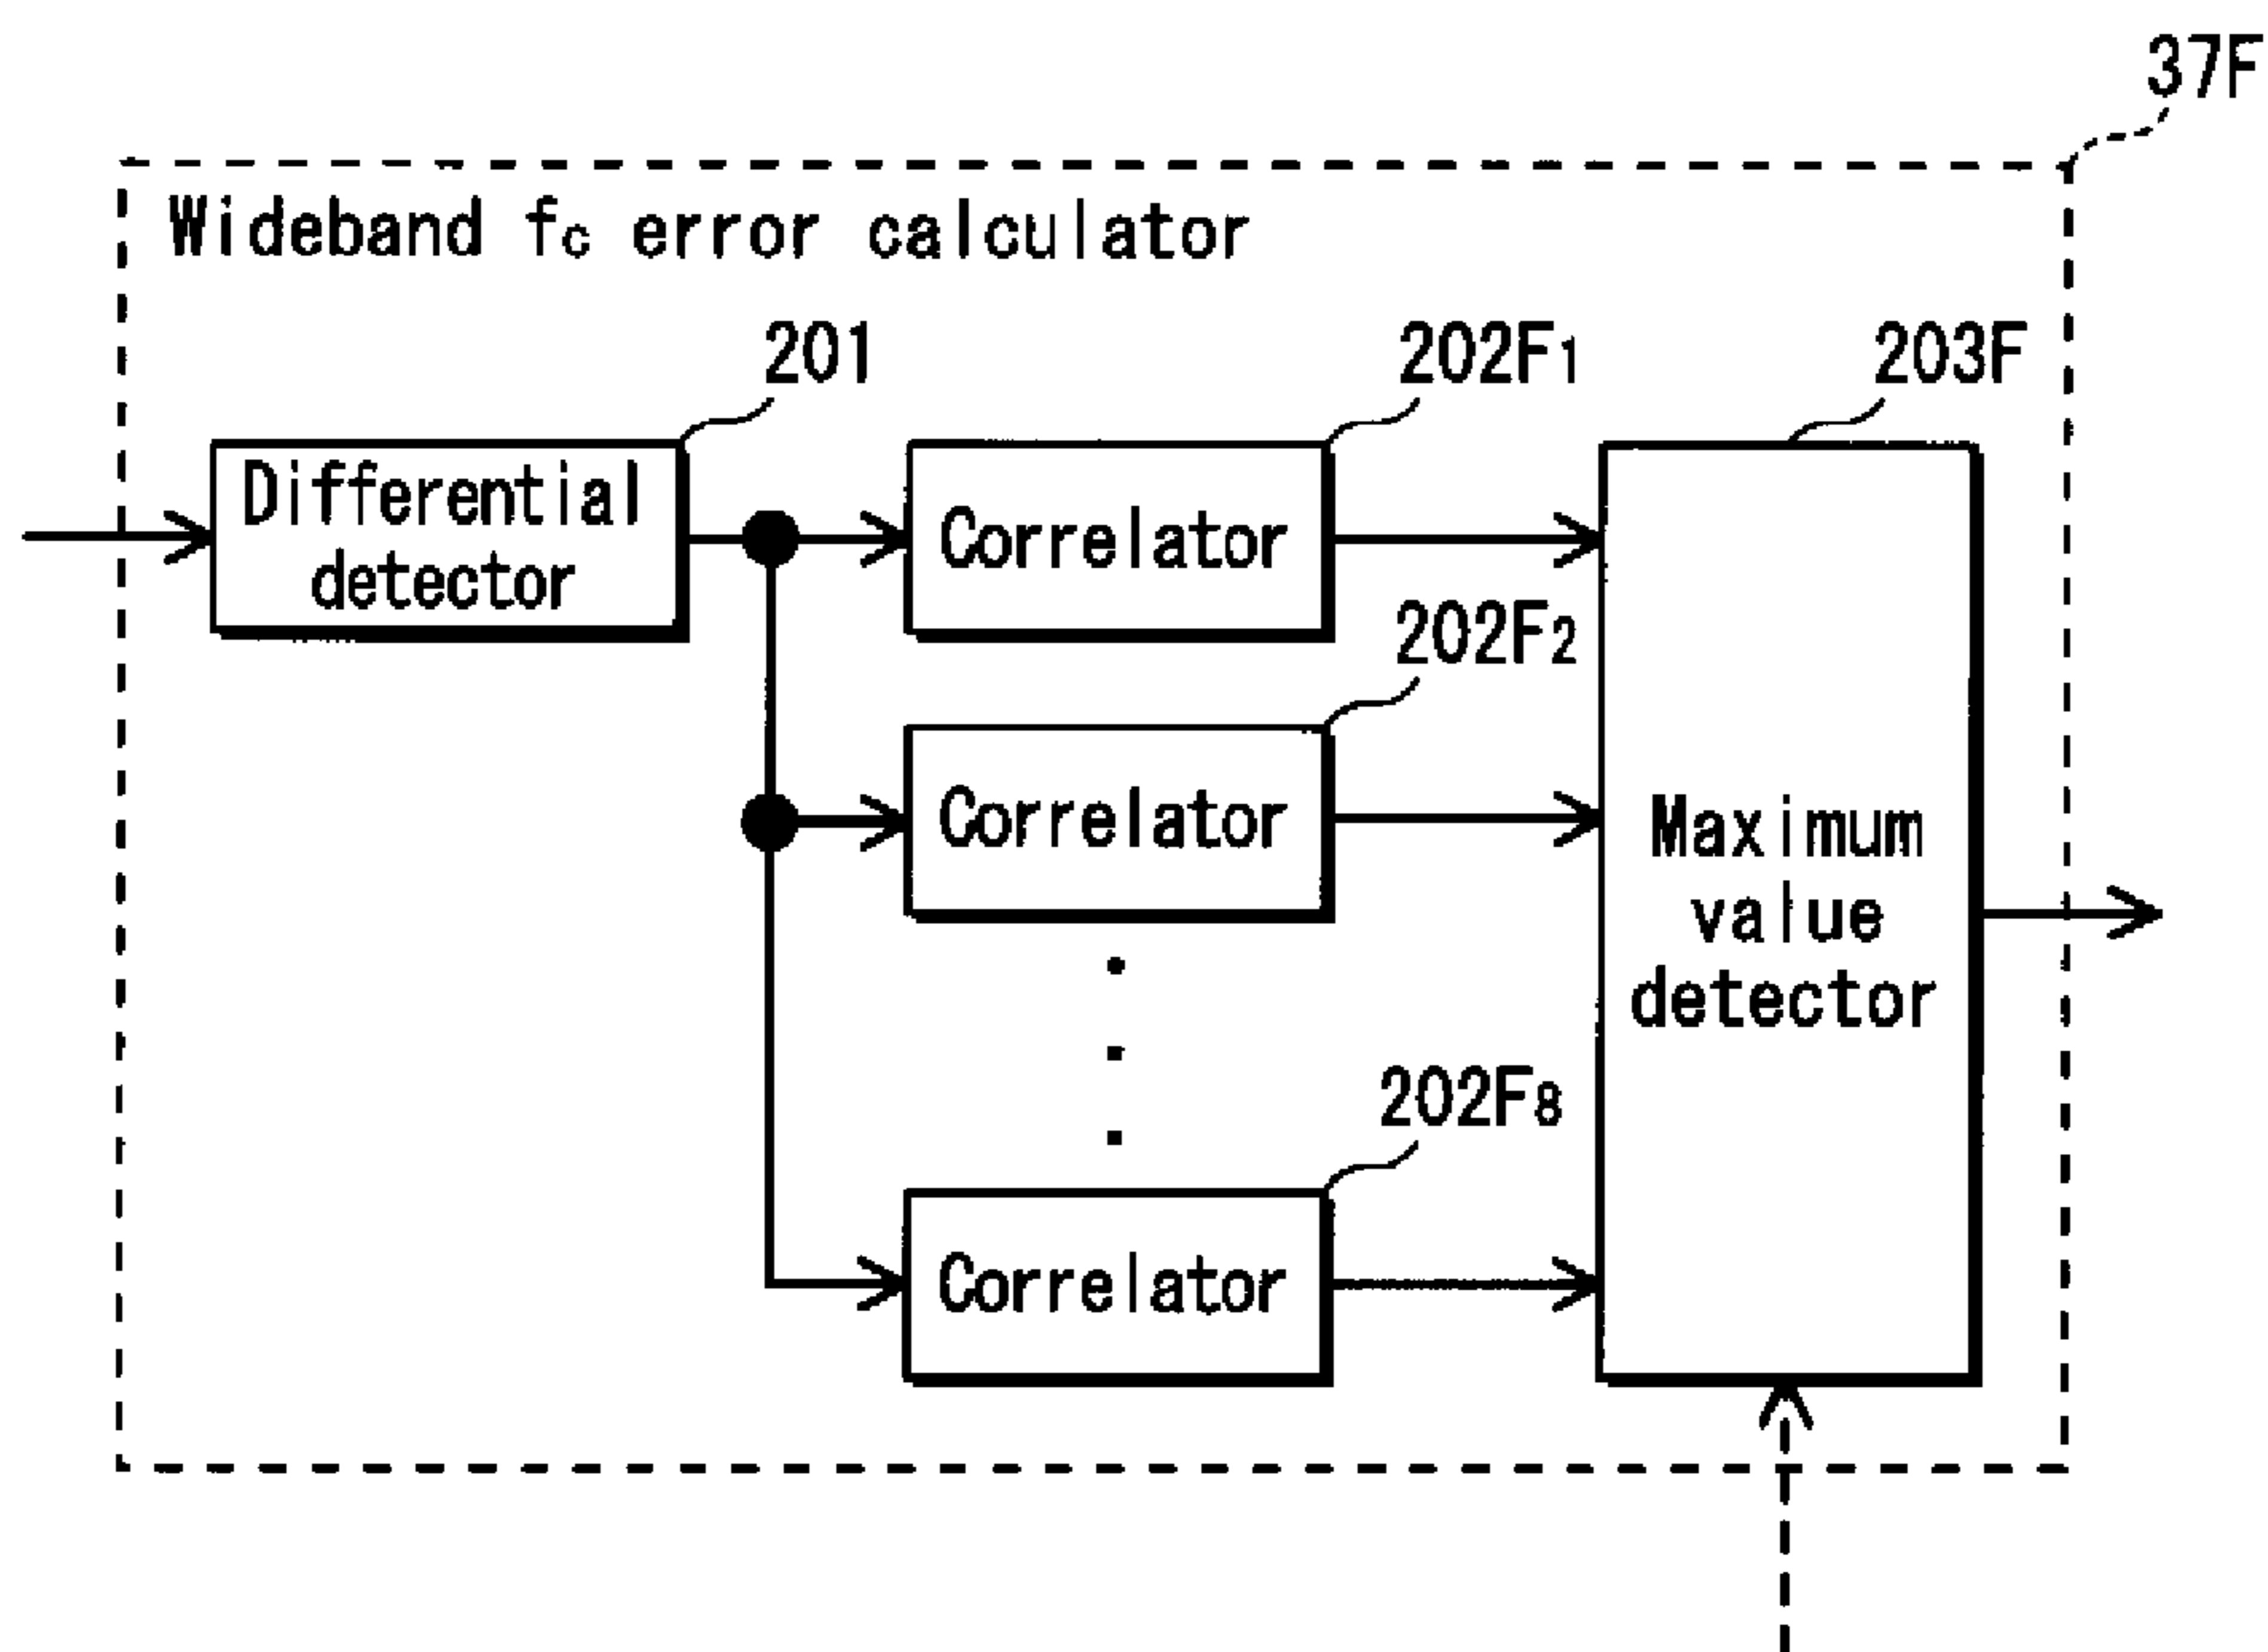 37F
Wideband fc error calculator
201
202F1
203F
Differential
detector
Correlator
202F2
Correlator
Maximum
value
detector
202F8
Correlator